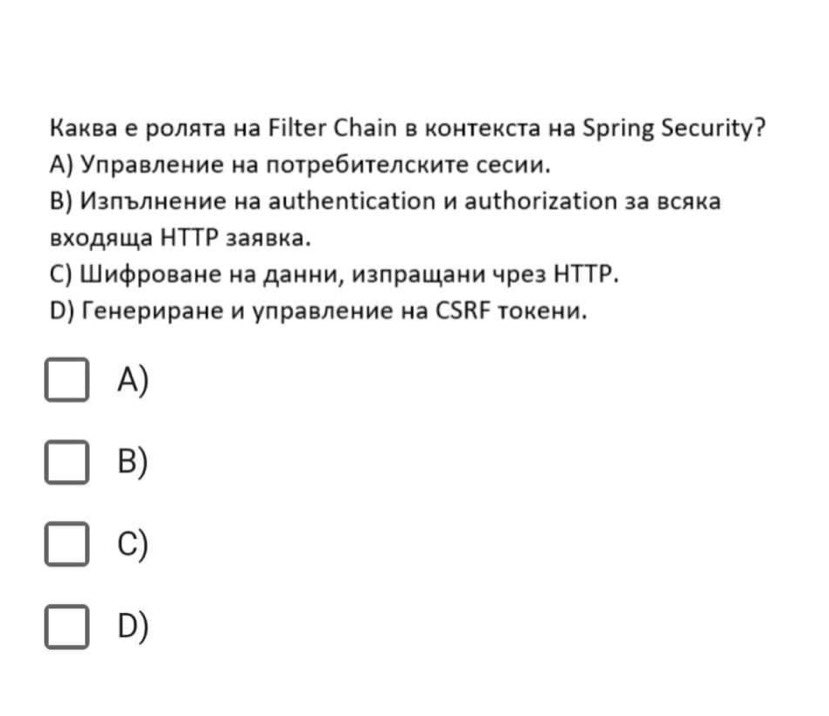 Каква е ролята на Filter Chain в контекста на Spring Security?
A) Управление на потребителските сесии.
B) Изпълнение на authentication и authorization за всяка
входяща HTTP заявка.
C) Шифроване на данни, изпращани чрез HTTP.
D) Генериране и управление на CSRF токени.
A)
B)
C)
D)